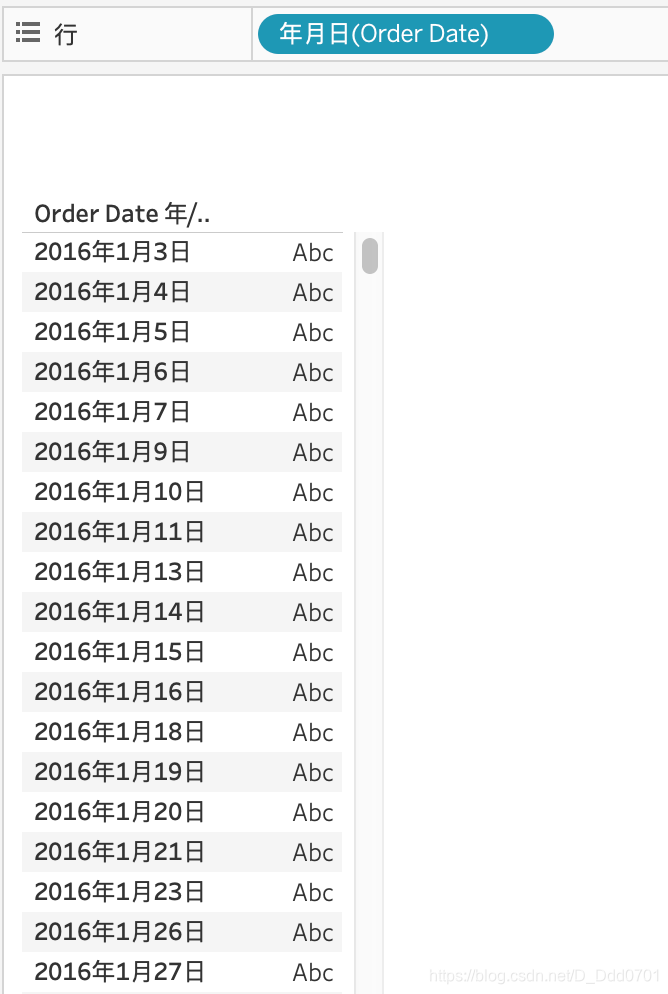 行 年月日(Order Date)
Order Date 年/..
2016年1月3日 Abc
2016年1月4日 Abc
2016年1月5日 Abc
2016年1月6日 Abc
2016年1月7日 Abc
2016年1月9日 Abc
2016年1月10日 Abc
2016年1月11日 Abc
2016年1月13日 Abc
2016年1月14日 Abc
2016年1月15日 Abc
2016年1月16日 Abc
2016年1月18日 Abc
2016年1月19日 Abc
2016年1月20日 Abc
2016年1月21日 Abc
2016年1月23日 Abc
2016年1月26日 Abc
2016年1月27日 Abc
https://blog.csdn.net/D_Ddd0701